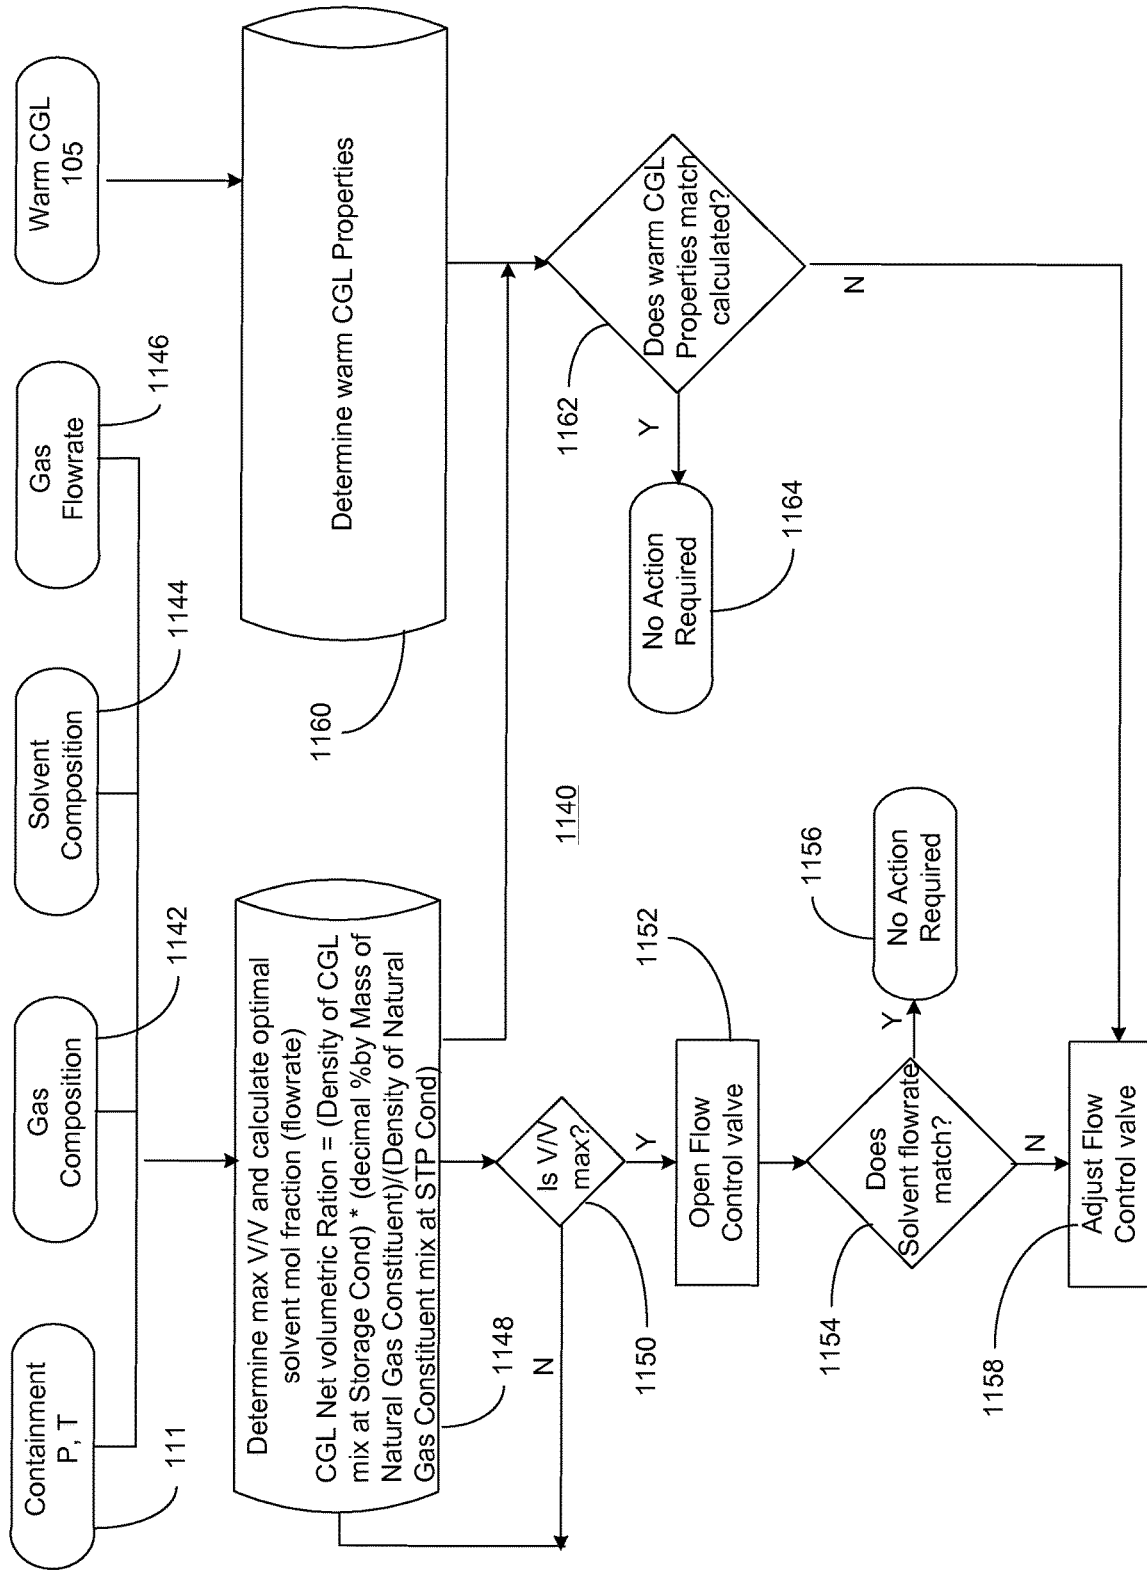 Containment
P, T
111
Gas
Composition
1142
Solvent
Composition
1144
Gas
Flowrate
1146
Warm CGL
105
Determine max V/V and calculate optimal
solvent mol fraction (flowrate)
CGL Net volumetric Ration = (Density of CGL
mix at Storage Cond) * (decimal %by Mass of
Natural Gas Constituent)/(Density of Natural
Gas Constituent mix at STP Cond)
1148
Determine warm CGL Properties
1160
1140
Is V/V
max?
1150
N
Y
Open Flow
Control valve
1152
Does
Solvent flowrate
match?
1154
Y
No Action
Required
1156
N
Adjust Flow
Control valve
1158
Does warm CGL
Properties match
calculated?
1162
Y
No Action
Required
1164
N